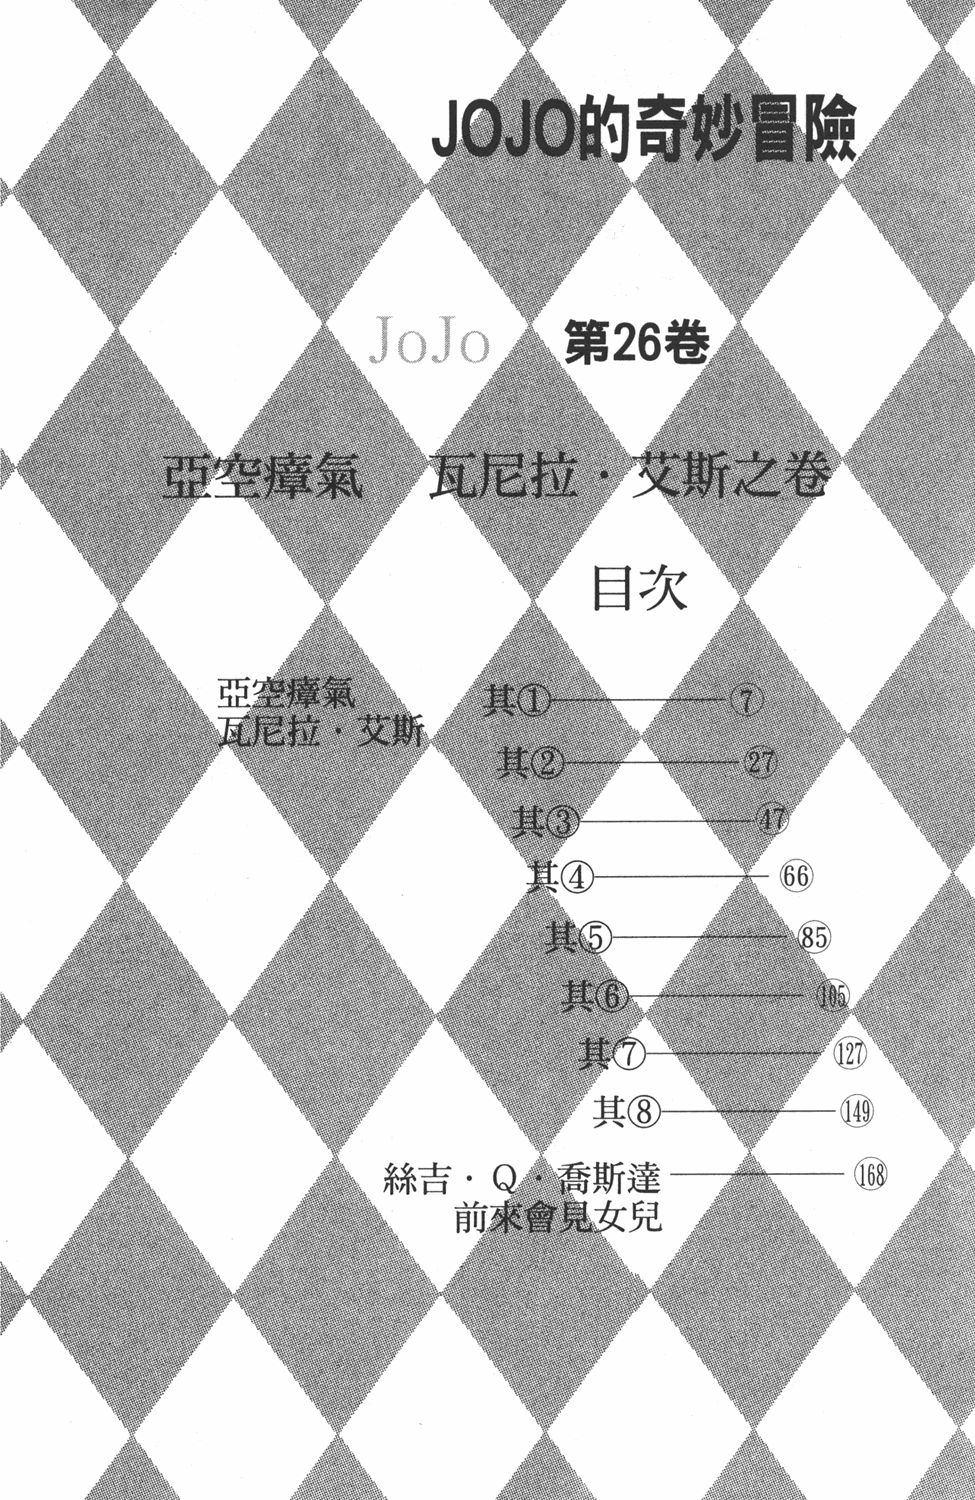 JOJO的奇妙冒險
JoJo 第26卷
亞空瘴氣 瓦尼拉·艾斯之卷
目次
亞空瘴氣
瓦尼拉·艾斯
其① 7
其② 27
其③ 47
其④ 66
其⑤ 85
其⑥ 105
其⑦ 127
其⑧ 149
絲吉·Q·喬斯達 168
前來會見女兒